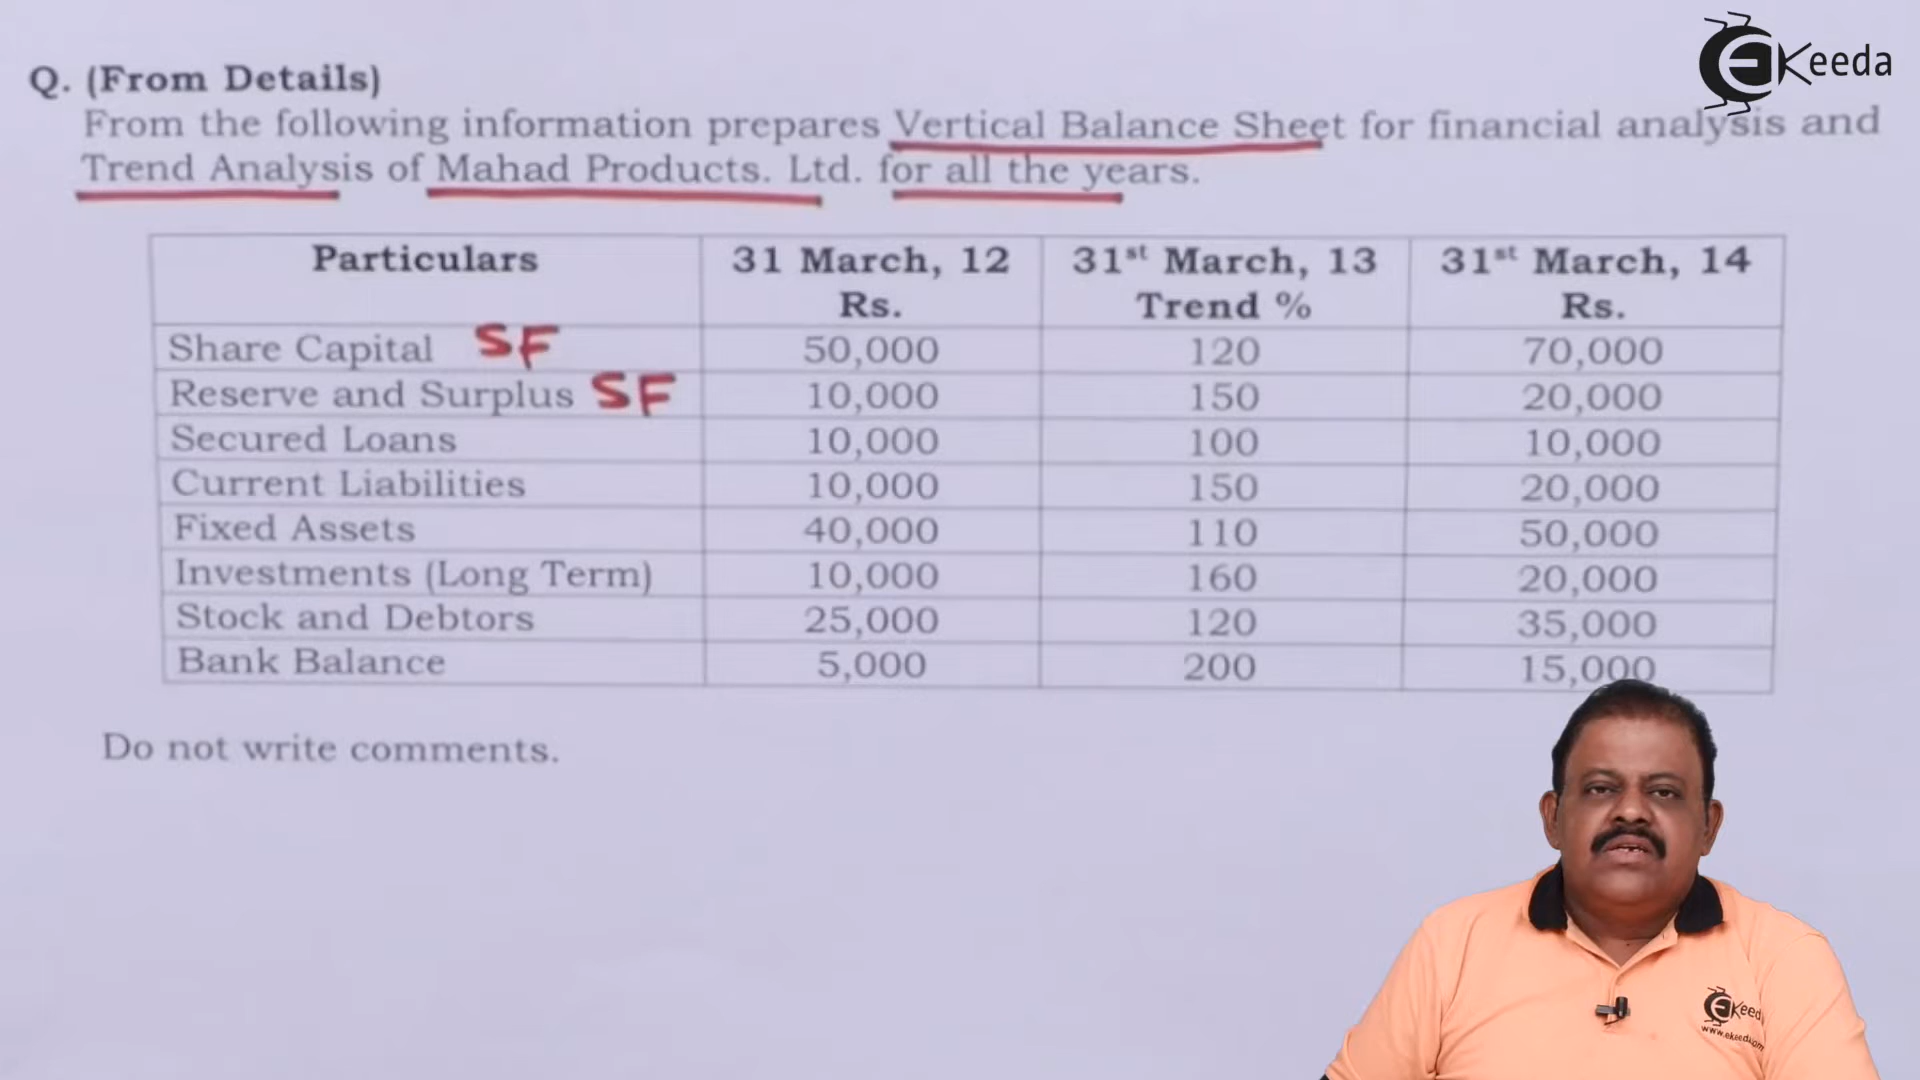 EKeeda
Q. (From Details)
From the following information prepares Vertical Balance Sheet for financial analysis and
Trend Analysis of Mahad Products. Ltd. for all the years.
Particulars 31 March, 12 Rs. 31st March, 13 Trend % 31st March, 14 Rs.
Share Capital SF 50,000 120 70,000
Reserve and Surplus SF 10,000 150 20,000
Secured Loans 10,000 100 10,000
Current Liabilities 10,000 150 20,000
Fixed Assets 40,000 110 50,000
Investments (Long Term) 10,000 160 20,000
Stock and Debtors 25,000 120 35,000
Bank Balance 5,000 200 15,000
Do not write comments.
EKeed
www.ekeeda.com